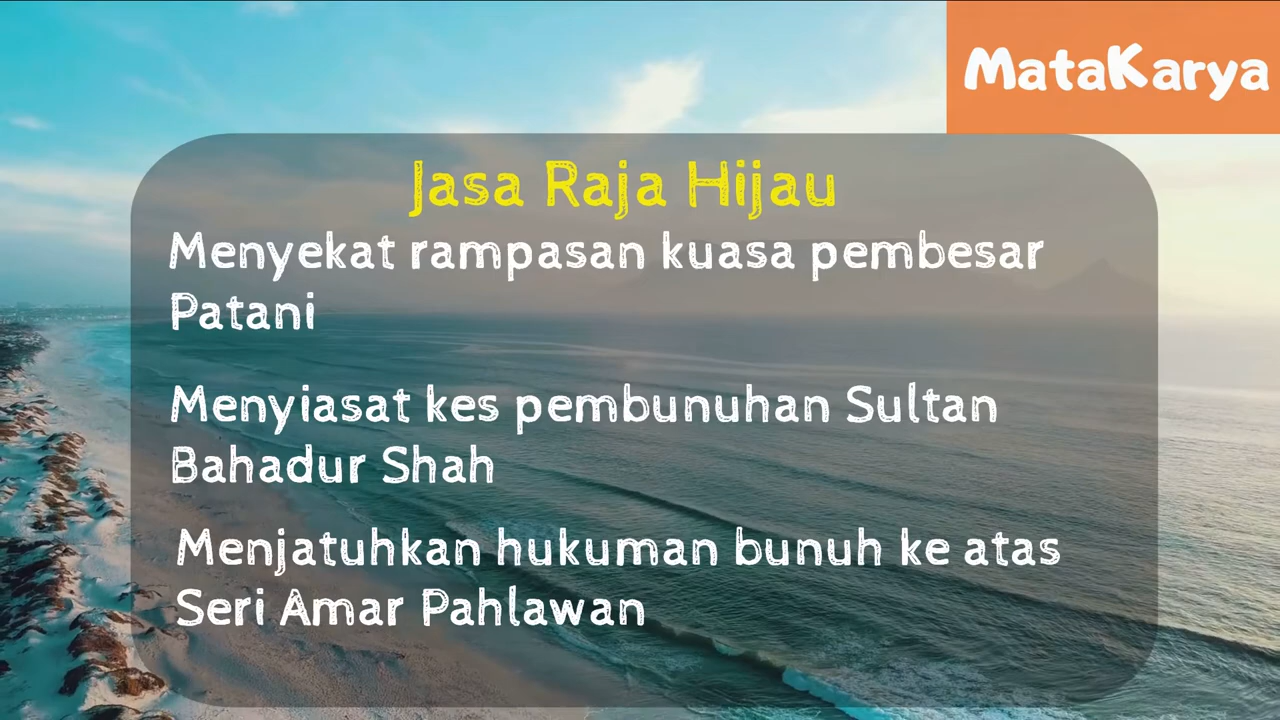 MataKarya
Jasa Raja Hijau
Menyekat rampasan kuasa pembesar
Patani
Menyiasat kes pembunuhan Sultan
Bahadur Shah
Menjatuhkan hukuman bunuh ke atas
Seri Amar Pahlawan